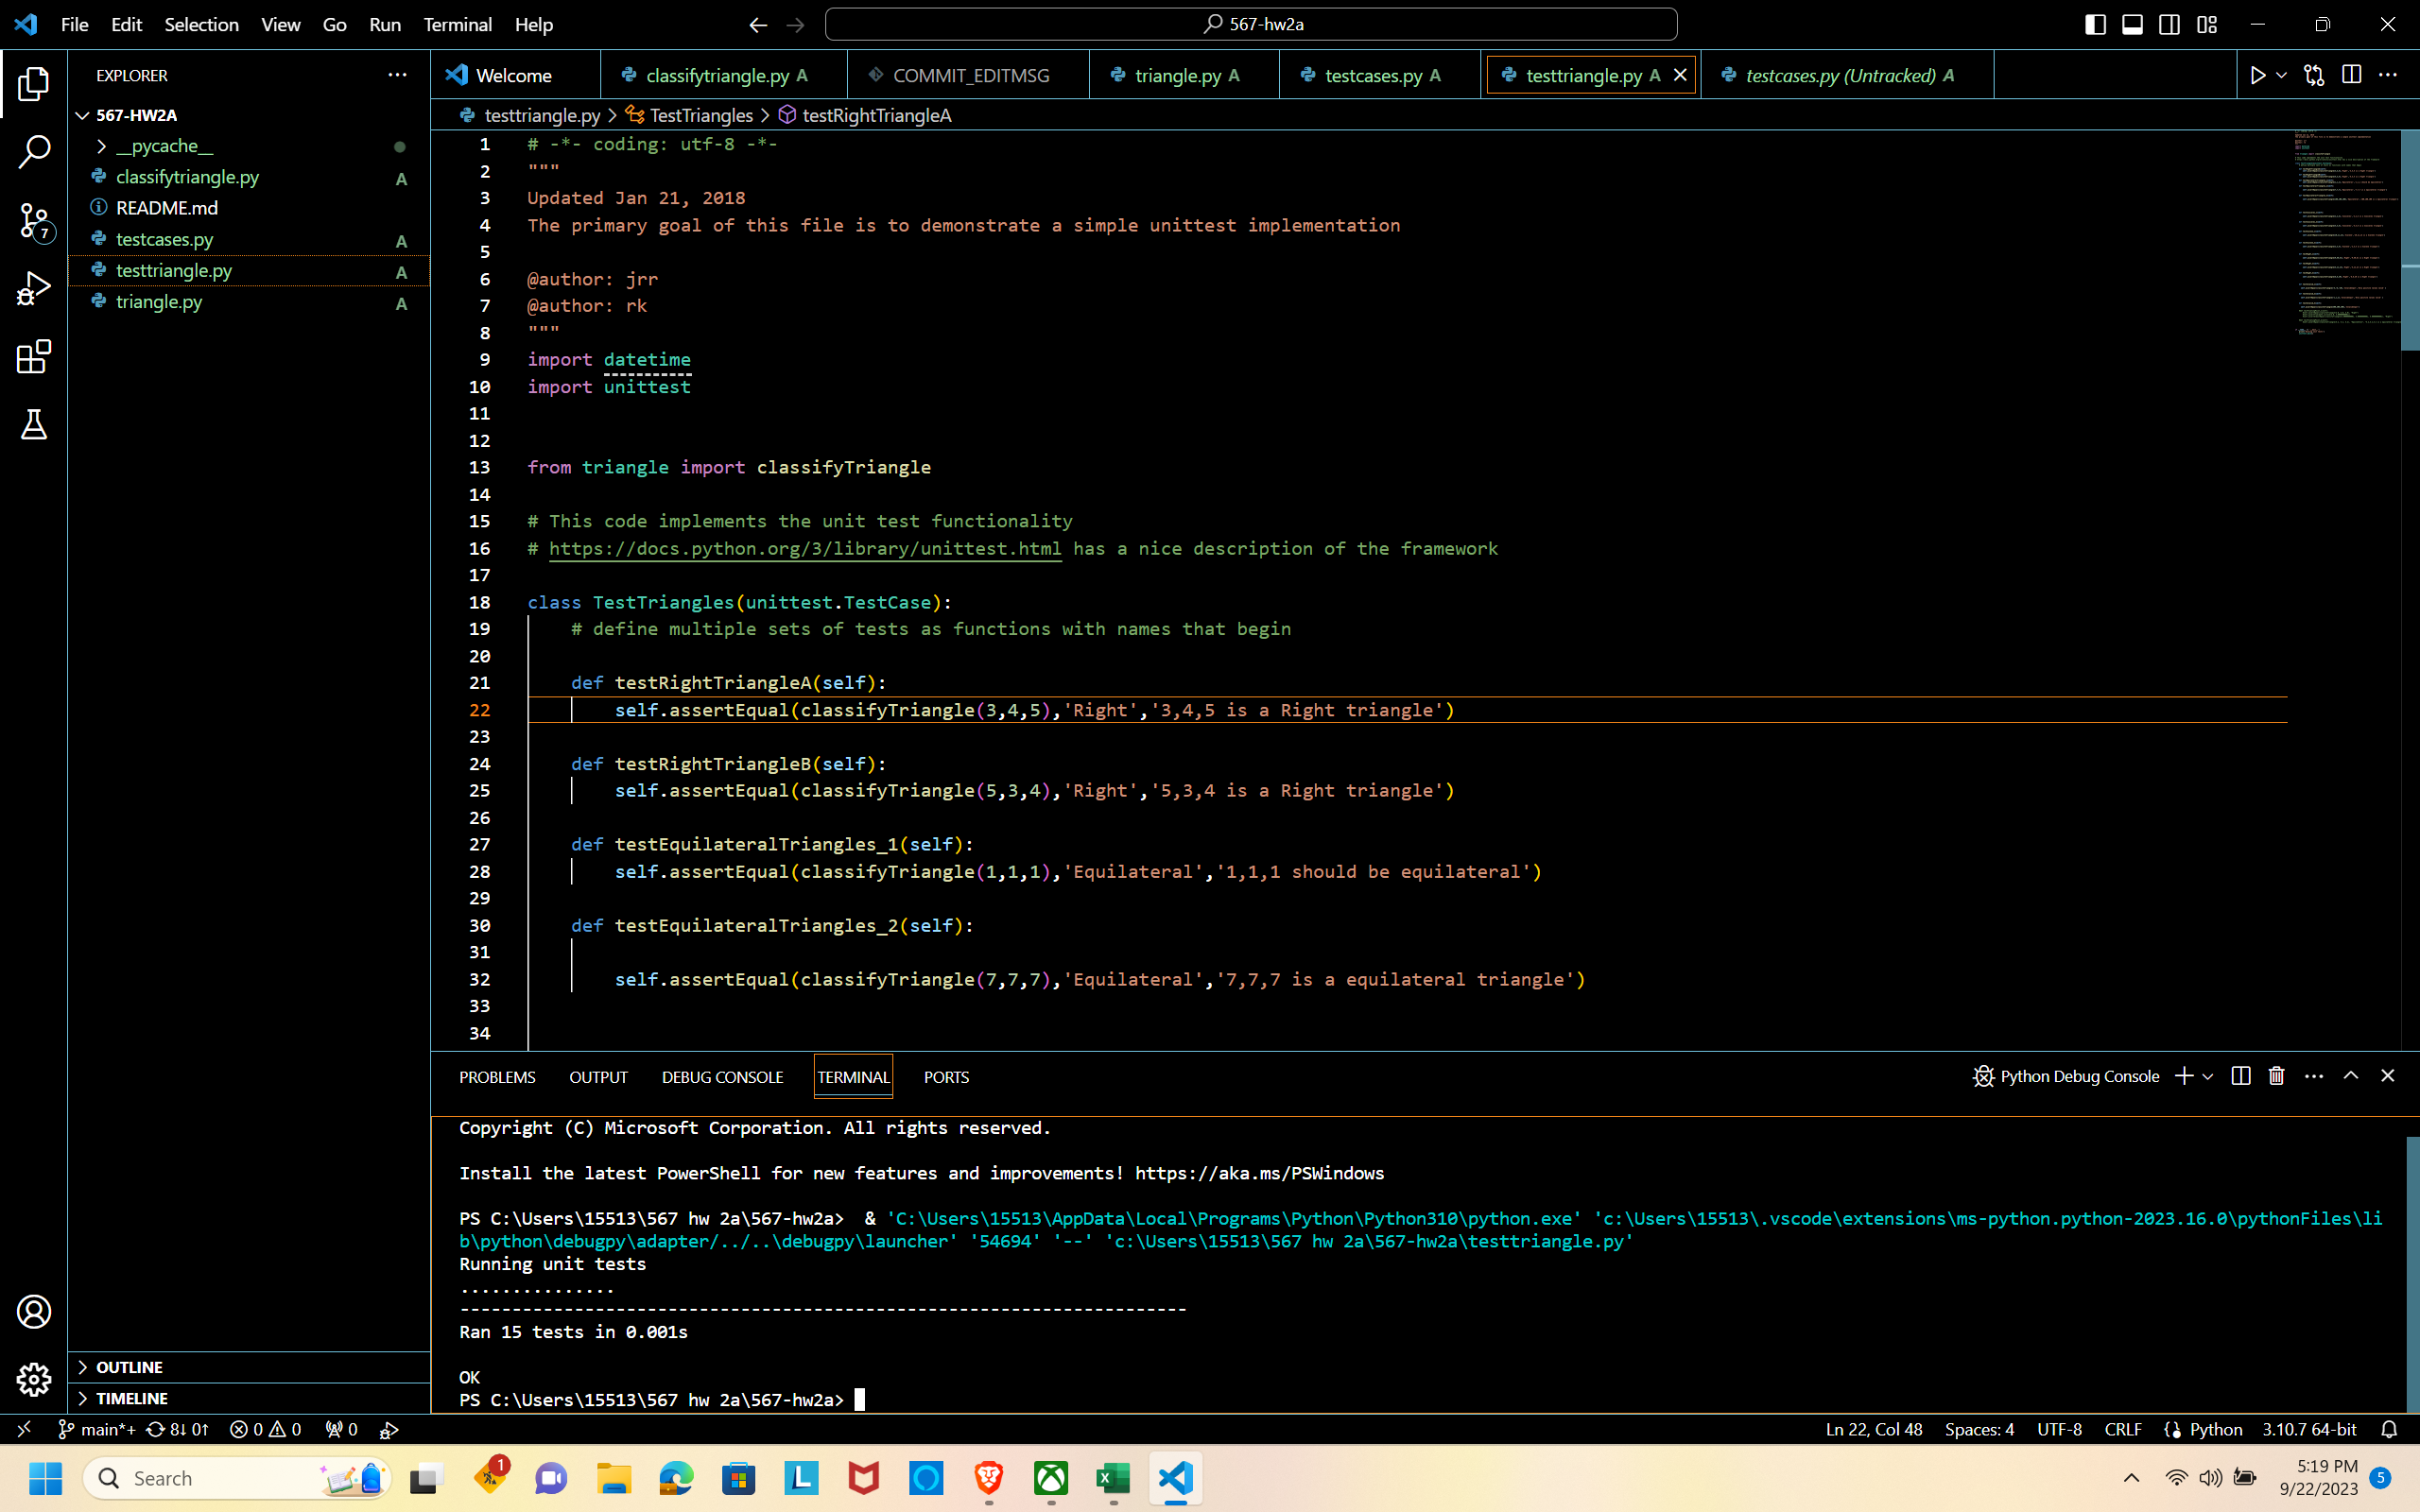 File Edit Selection View Go Run Terminal Help
567-hw2a
EXPLORER
567-HW2A
__pycache__
classifytriangle.py A
README.md
testcases.py A
testtriangle.py A
triangle.py A
7
OUTLINE
TIMELINE
Welcome
classifytriangle.py A
COMMIT_EDITMSG
triangle.py A
testcases.py A
testtriangle.py A
testcases.py (Untracked) A
testtriangle.py > TestTriangles > testRightTriangleA
1 # -*- coding: utf-8 -*-
2 """
3 Updated Jan 21, 2018
4 The primary goal of this file is to demonstrate a simple unittest implementation
5
6 @author: jrr
7 @author: rk
8 """
9 import datetime
10 import unittest
11
12
13 from triangle import classifyTriangle
14
15 # This code implements the unit test functionality
16 # https://docs.python.org/3/library/unittest.html has a nice description of the framework
17
18 class TestTriangles(unittest.TestCase):
19     # define multiple sets of tests as functions with names that begin
20
21     def testRightTriangleA(self):
22         self.assertEqual(classifyTriangle(3,4,5),'Right','3,4,5 is a Right triangle')
23
24     def testRightTriangleB(self):
25         self.assertEqual(classifyTriangle(5,3,4),'Right','5,3,4 is a Right triangle')
26
27     def testEquilateralTriangles_1(self):
28         self.assertEqual(classifyTriangle(1,1,1),'Equilateral','1,1,1 should be equilateral')
29
30     def testEquilateralTriangles_2(self):
31
32         self.assertEqual(classifyTriangle(7,7,7),'Equilateral','7,7,7 is a equilateral triangle')
33
34
PROBLEMS OUTPUT DEBUG CONSOLE TERMINAL PORTS
Python Debug Console
Copyright (C) Microsoft Corporation. All rights reserved.
Install the latest PowerShell for new features and improvements! https://aka.ms/PSWindows
PS C:\Users\15513\567 hw 2a\567-hw2a>  & 'C:\Users\15513\AppData\Local\Programs\Python\Python310\python.exe' 'c:\Users\15513\.vscode\extensions\ms-python.python-2023.16.0\pythonFiles\li
b\python\debugpy\adapter/../..\debugpy\launcher' '54694' '--' 'c:\Users\15513\567 hw 2a\567-hw2a\testtriangle.py'
Running unit tests
...............
----------------------------------------------------------------------
Ran 15 tests in 0.001s
OK
PS C:\Users\15513\567 hw 2a\567-hw2a>
main*+ 8↓ 0↑ 0 0 0
Ln 22, Col 48 Spaces: 4 UTF-8 CRLF Python 3.10.7 64-bit
Search
1
L
5:19 PM
9/22/2023
5